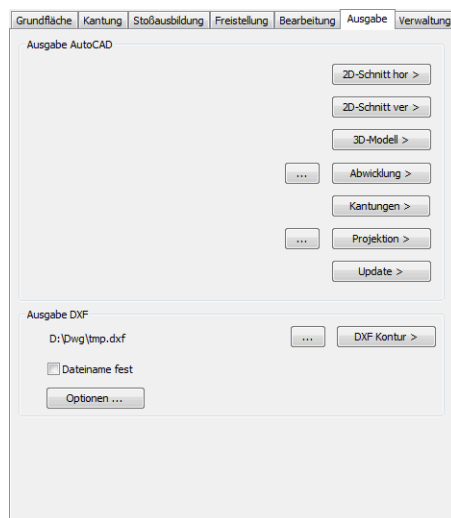 Grundfläche Kantung Stoßausbildung Freistellung Bearbeitung Ausgabe Verwaltung
Ausgabe AutoCAD
2D-Schnitt hor >
2D-Schnitt ver >
3D-Modell >
... Abwicklung >
Kantungen >
... Projektion >
Update >
Ausgabe DXF
D:\Dwg\tmp.dxf ... DXF Kontur >
Dateiname fest
Optionen ...